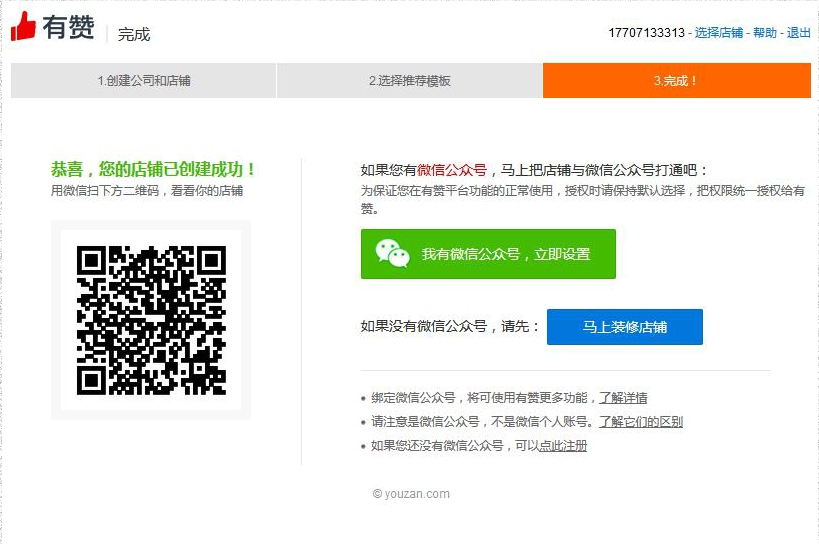 有赞 完成
17707133313 - 选择店铺 - 帮助 - 退出
1.创建公司和店铺
2.选择推荐模板
3.完成！
恭喜，您的店铺已创建成功！
用微信扫下方二维码，看看你的店铺
如果您有微信公众号，马上把店铺与微信公众号打通吧：
为保证您在有赞平台功能的正常使用，授权时请保持默认选择，把权限统一授权给有
赞。
我有微信公众号，立即设置
如果没有微信公众号，请先： 马上装修店铺
• 绑定微信公众号，将可使用有赞更多功能，了解详情
• 请注意是微信公众号，不是微信个人账号。了解它们的区别
• 如果您还没有微信公众号，可以点此注册
© youzan.com